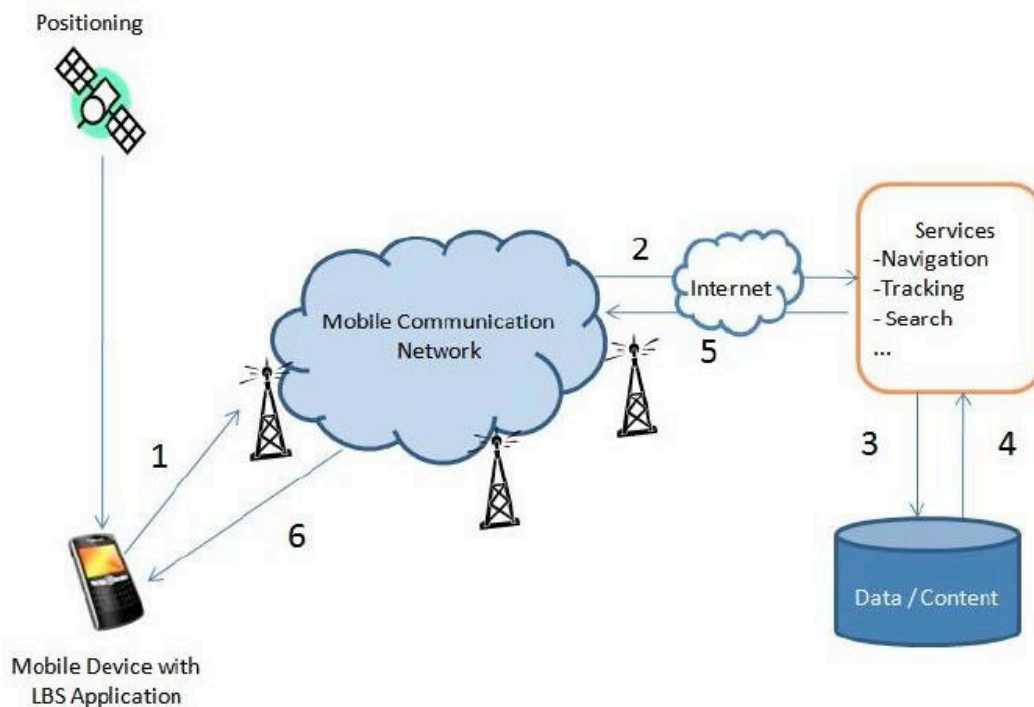 Positioning
2
Services
-Navigation
-Tracking
- Search
...
Internet
Mobile Communication
Network
5
1
3
4
6
Data / Content
Mobile Device with
LBS Application